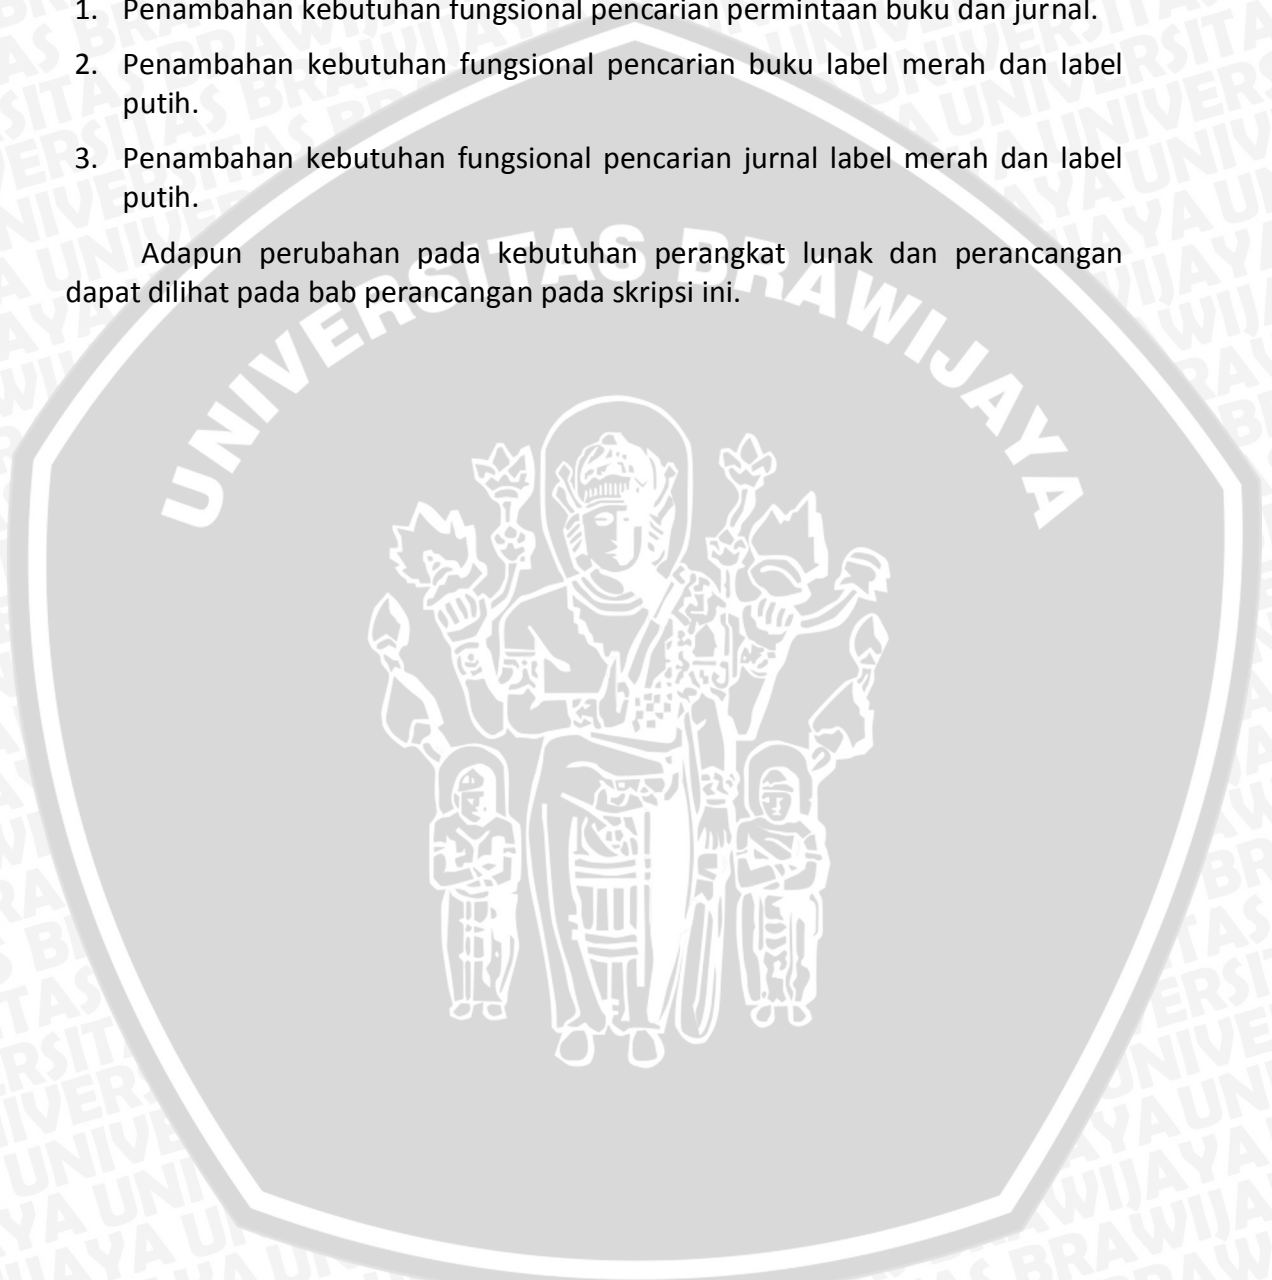 1. Penambahan kebutuhan fungsional pencarian permintaan buku dan jurnal.
2. Penambahan kebutuhan fungsional pencarian buku label merah dan label
putih.
3. Penambahan kebutuhan fungsional pencarian jurnal label merah dan label
putih.
Adapun perubahan pada kebutuhan perangkat lunak dan perancangan
dapat dilihat pada bab perancangan pada skripsi ini.
UNIVERSITAS BRAWIJAYA